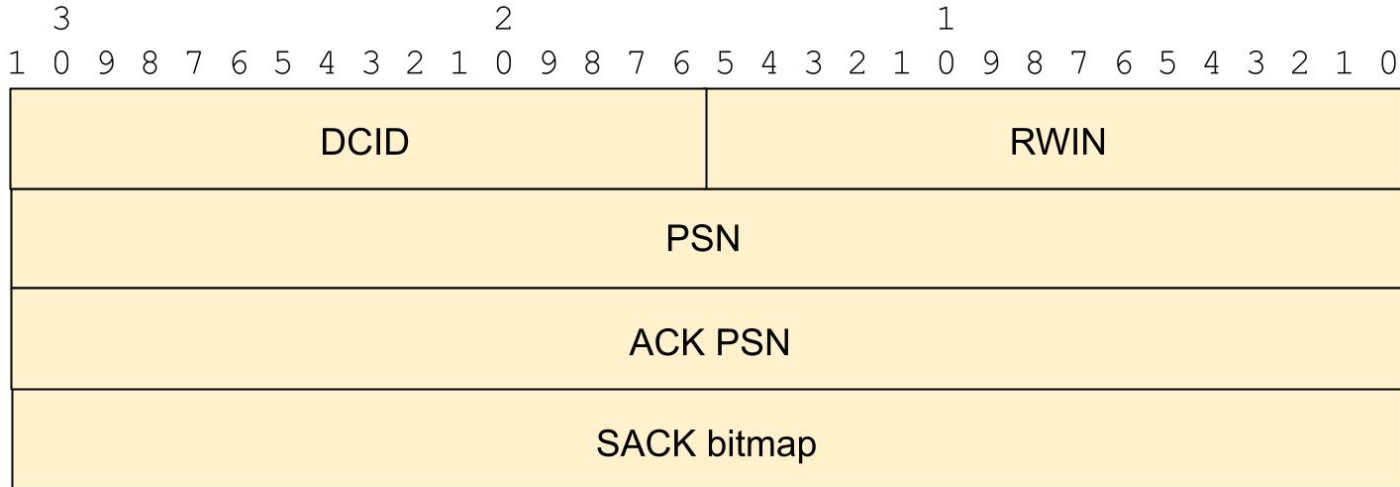 3 2 1
1 0 9 8 7 6 5 4 3 2 1 0 9 8 7 6 5 4 3 2 1 0 9 8 7 6 5 4 3 2 1 0
DCID RWIN
PSN
ACK PSN
SACK bitmap